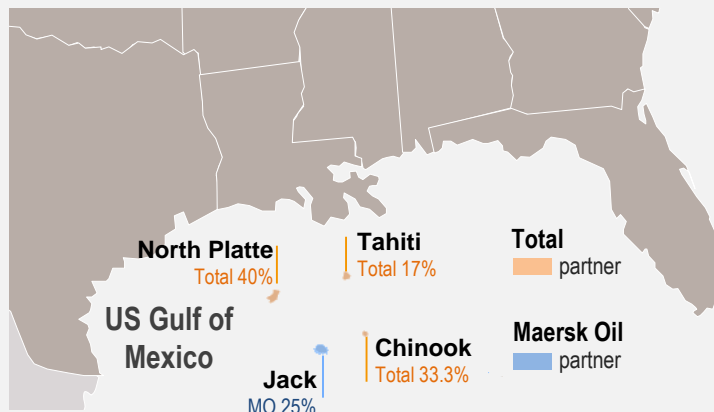 North Platte
Total 40%
Tahiti
Total 17%
Total
partner
US Gulf of
Mexico
Maersk Oil
partner
Chinook
Total 33.3%
Jack
MO 25%